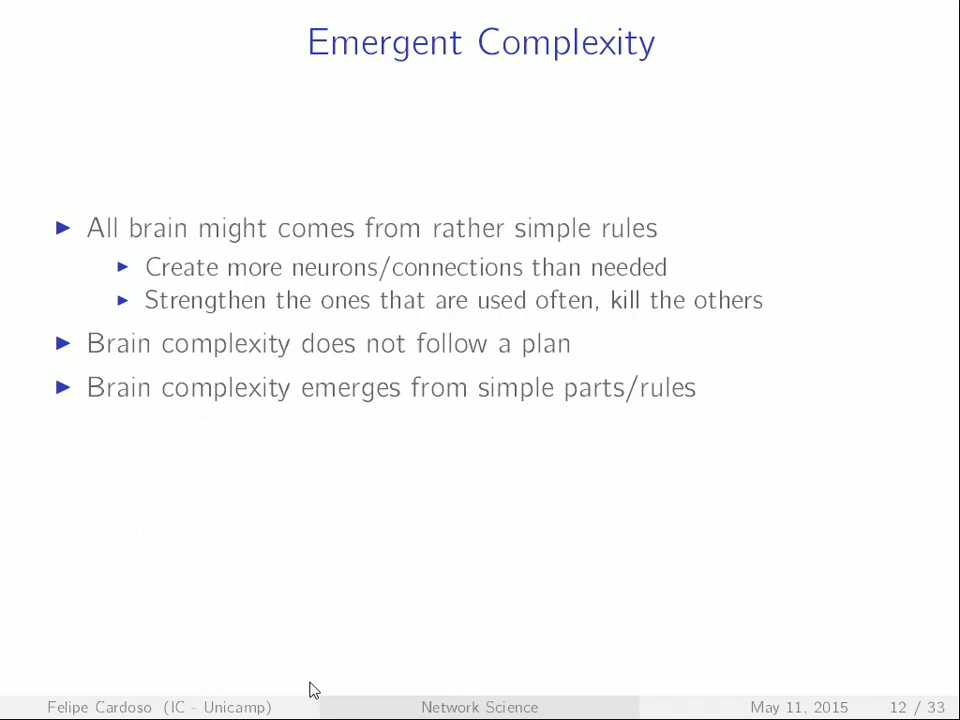 Emergent Complexity
All brain might comes from rather simple rules
Create more neurons/connections than needed
Strengthen the ones that are used often, kill the others
Brain complexity does not follow a plan
Brain complexity emerges from simple parts/rules
Felipe Cardoso (IC - Unicamp) Network Science May 11, 2015 12 / 33